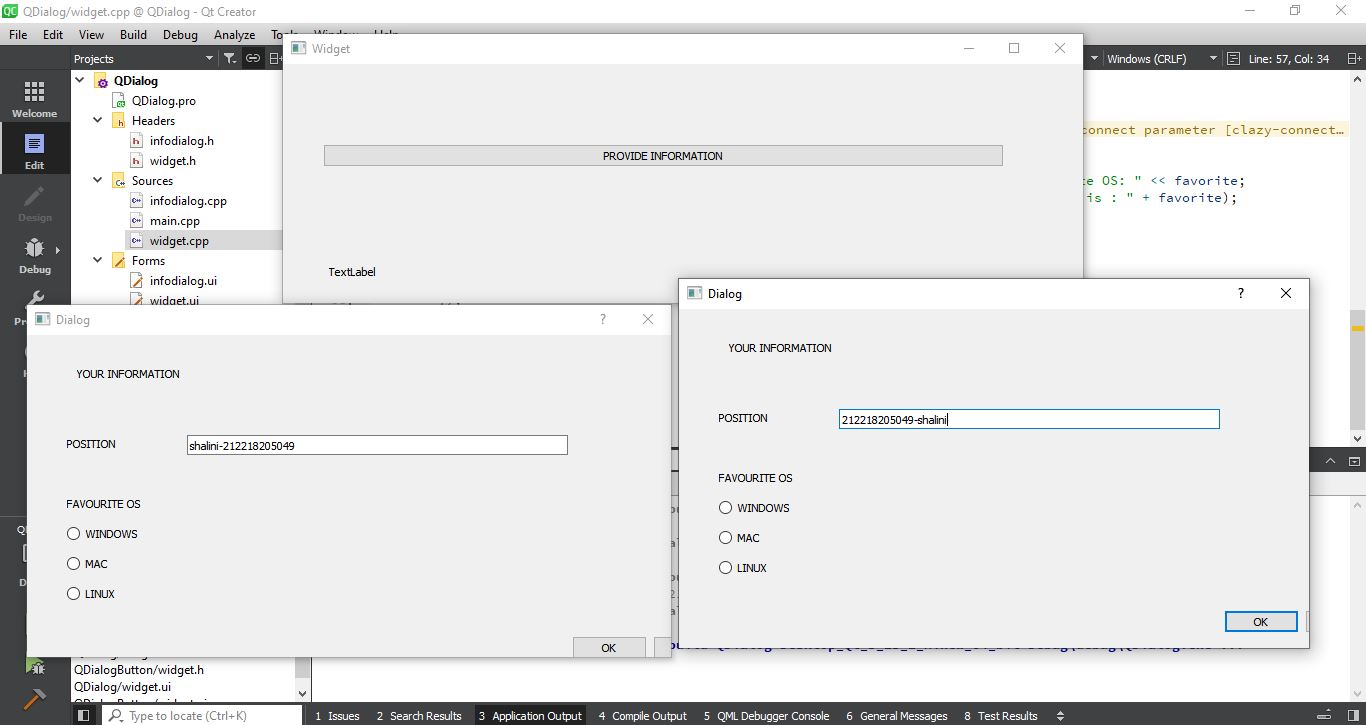 QDialog/widget.cpp @ QDialog - Qt Creator
File Edit View Build Debug Analyze
Projects
Windows (CRLF)
Line: 57, Col: 34
Welcome
Edit
Design
Debug
QDialog
QDialog.pro
Headers
infodialog.h
widget.h
Sources
infodialog.cpp
main.cpp
widget.cpp
Forms
infodialog.ui
widget.ui
Widget
PROVIDE INFORMATION
TextLabel
onnect parameter [clazy-connect…
OS: " << favorite;
is : " + favorite);
Dialog
?
YOUR INFORMATION
POSITION
shalini-212218205049
FAVOURITE OS
WINDOWS
MAC
LINUX
OK
Dialog
?
YOUR INFORMATION
POSITION
212218205049-shalini
FAVOURITE OS
WINDOWS
MAC
LINUX
OK
QDialogButton/widget.h
QDialog/widget.ui
Type to locate (Ctrl+K)
1 Issues
2 Search Results
3 Application Output
4 Compile Output
5 QML Debugger Console
6 General Messages
8 Test Results